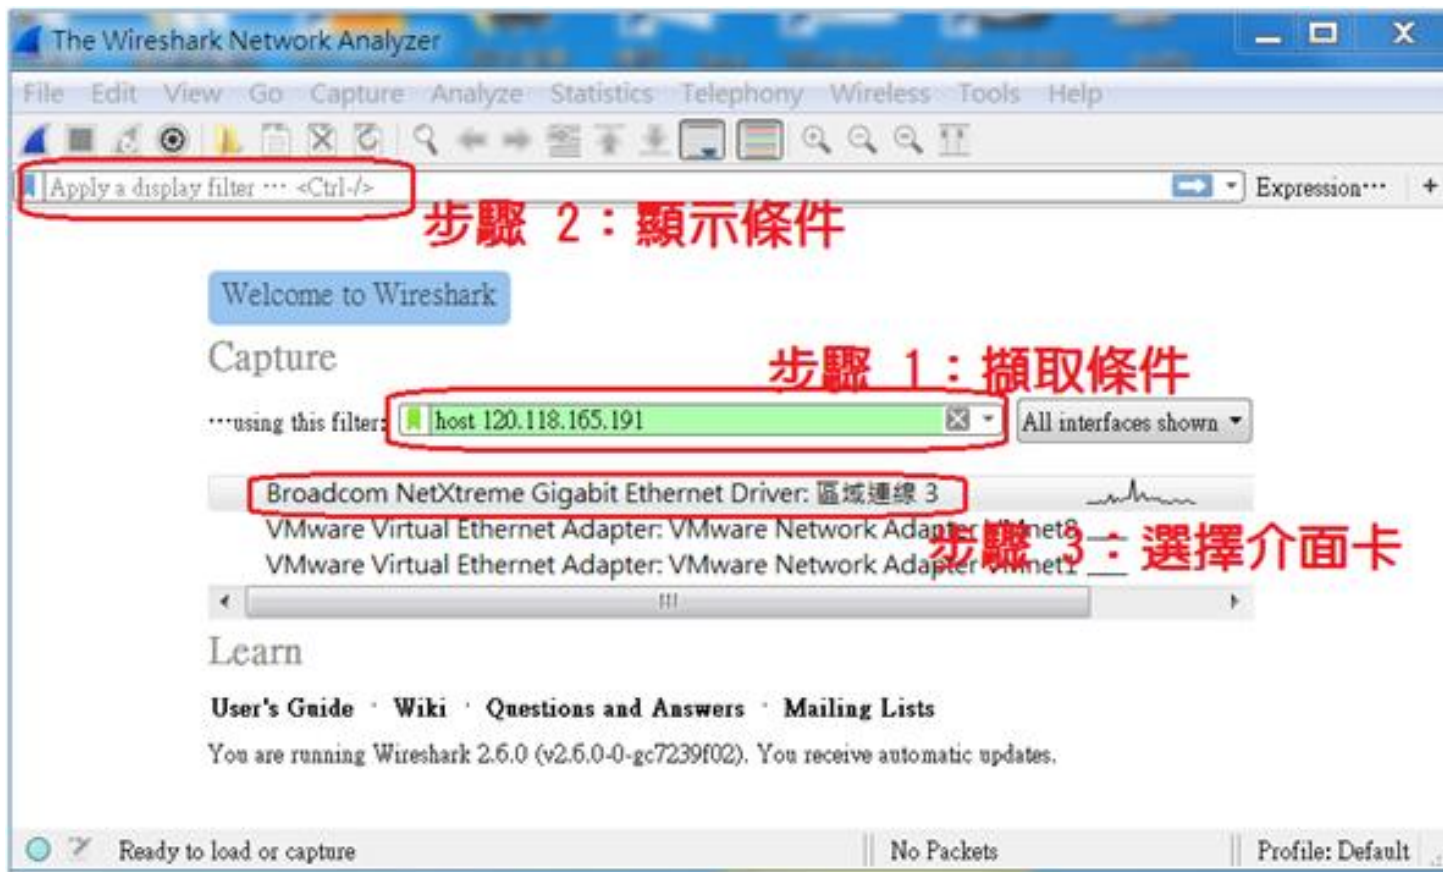 The Wireshark Network Analyzer
File Edit View Go Capture Analyze Statistics Telephony Wireless Tools Help
Apply a display filter ⋯ <Ctrl-/>
Expression⋯ +
步驟 2：顯示條件
Welcome to Wireshark
Capture
步驟 1：擷取條件
⋯using this filter: host 120.118.165.191
All interfaces shown
Broadcom NetXtreme Gigabit Ethernet Driver: 區域連線 3
VMware Virtual Ethernet Adapter: VMware Network Adapter VMnet8
步驟 3：選擇介面卡
VMware Virtual Ethernet Adapter: VMware Network Adapter VMnet1
Learn
User's Guide · Wiki · Questions and Answers · Mailing Lists
You are running Wireshark 2.6.0 (v2.6.0-0-gc7239f02). You receive automatic updates.
Ready to load or capture
No Packets
Profile: Default